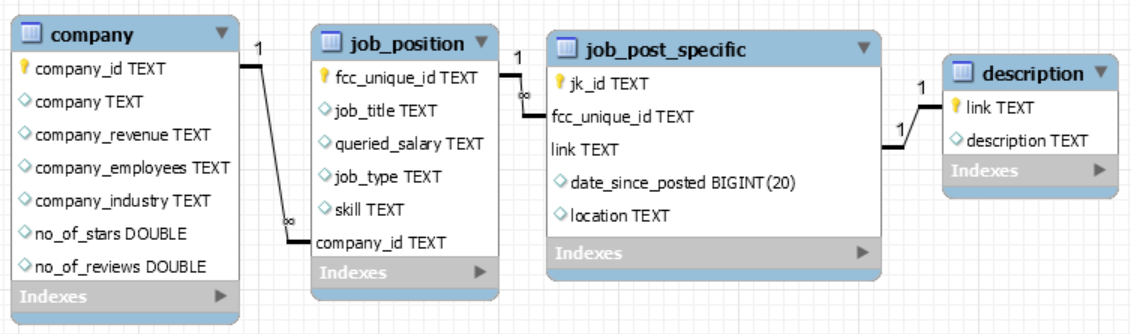 company
company_id TEXT
company TEXT
company_revenue TEXT
company_employees TEXT
company_industry TEXT
no_of_stars DOUBLE
no_of_reviews DOUBLE
Indexes
1
∞
job_position
fcc_unique_id TEXT
job_title TEXT
queried_salary TEXT
job_type TEXT
skill TEXT
company_id TEXT
Indexes
1
∞
job_post_specific
jk_id TEXT
fcc_unique_id TEXT
link TEXT
date_since_posted BIGINT(20)
location TEXT
Indexes
1
1
description
link TEXT
description TEXT
Indexes